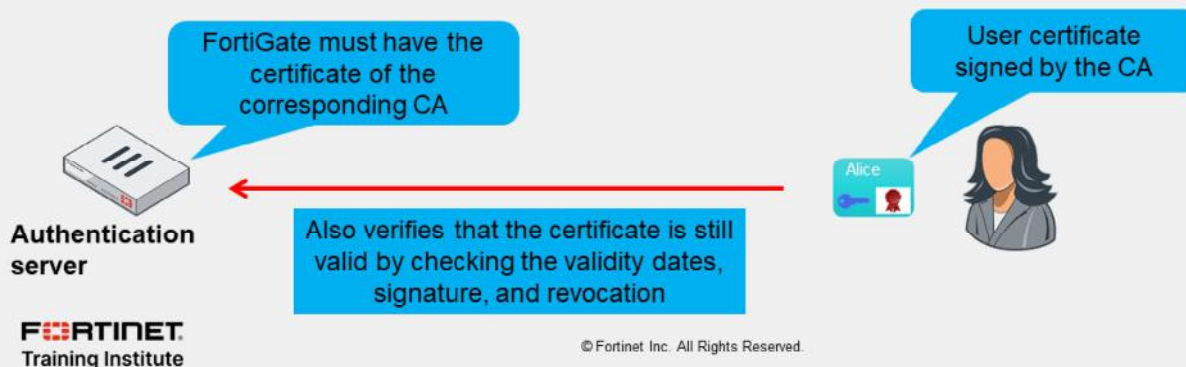 FortiGate must have the
certificate of the
corresponding CA
User certificate
signed by the CA
Alice
Authentication
server
Also verifies that the certificate is still
valid by checking the validity dates,
signature, and revocation
FORTINET
Training Institute
© Fortinet Inc. All Rights Reserved.